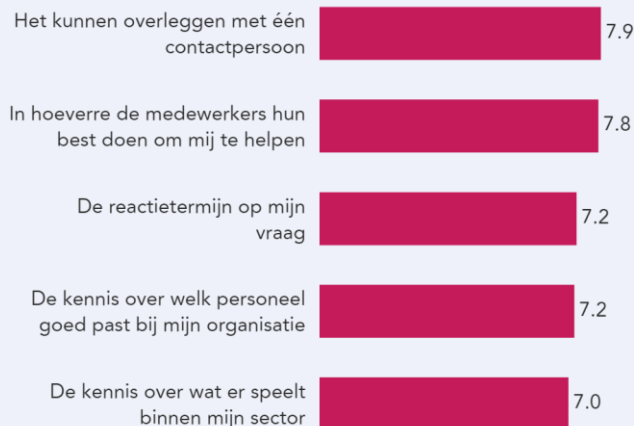 Het kunnen overleggen met één
contactpersoon
7.9
In hoeverre de medewerkers hun
best doen om mij te helpen
7.8
De reactietermijn op mijn
vraag
7.2
De kennis over welk personeel
goed past bij mijn organisatie
7.2
De kennis over wat er speelt
binnen mijn sector
7.0